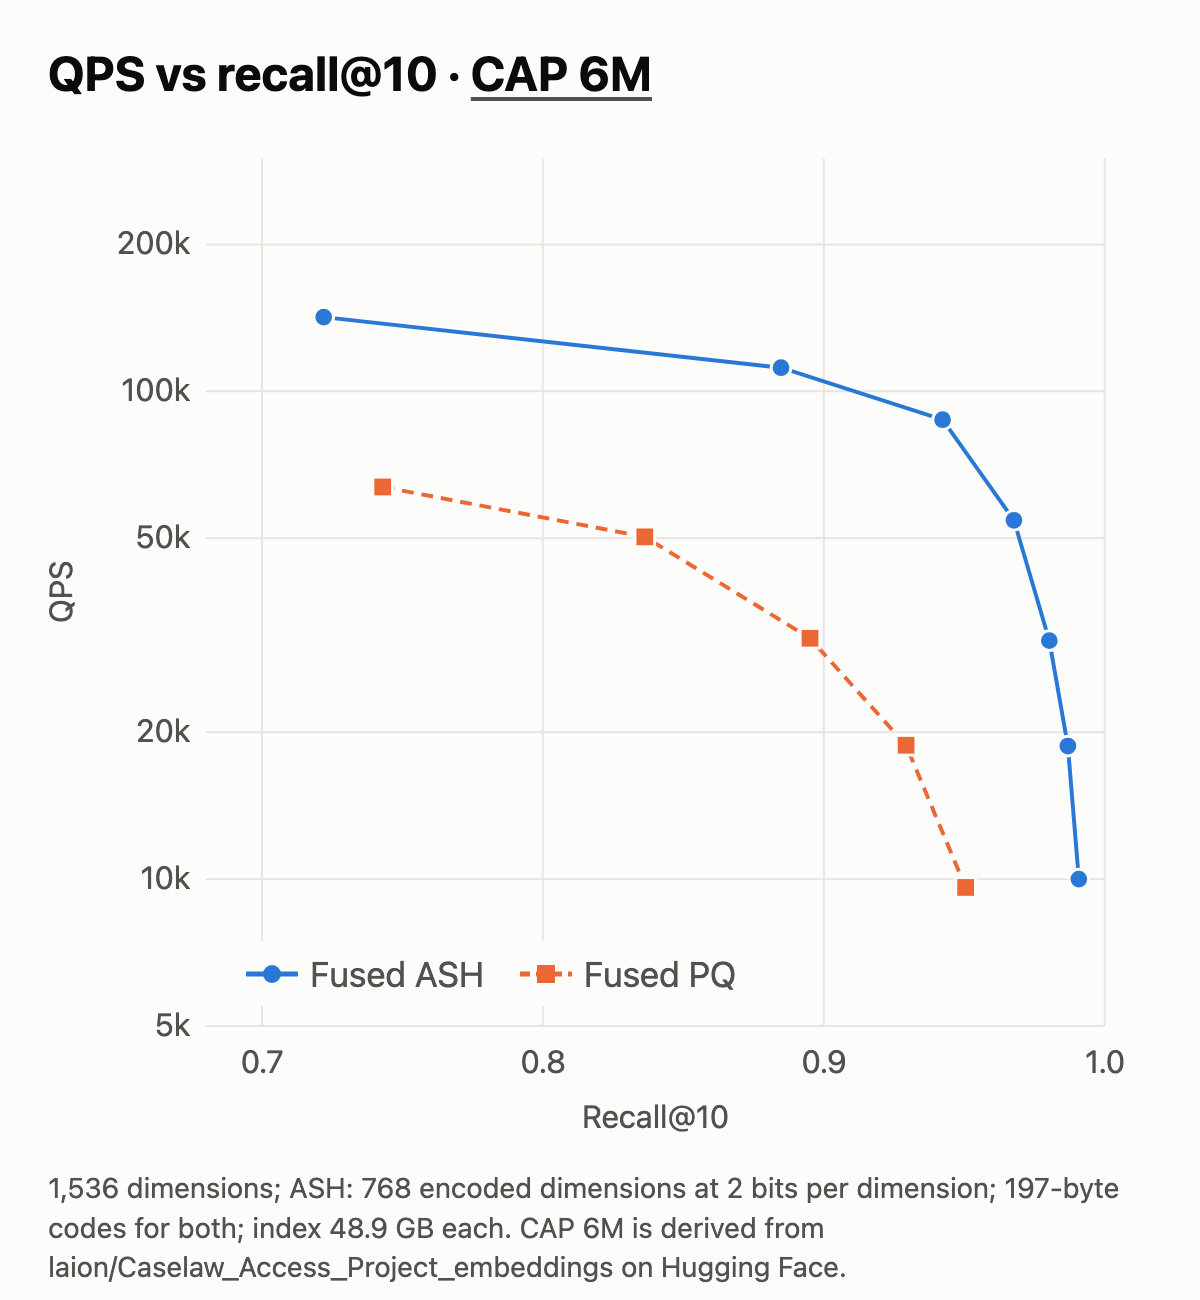 QPS vs recall@10 · CAP 6M
200k
100k
50k
20k
10k
5k
QPS
Fused ASH
Fused PQ
0.7 0.8 0.9 1.0
Recall@10
1,536 dimensions; ASH: 768 encoded dimensions at 2 bits per dimension; 197-byte
codes for both; index 48.9 GB each. CAP 6M is derived from
laion/Caselaw_Access_Project_embeddings on Hugging Face.